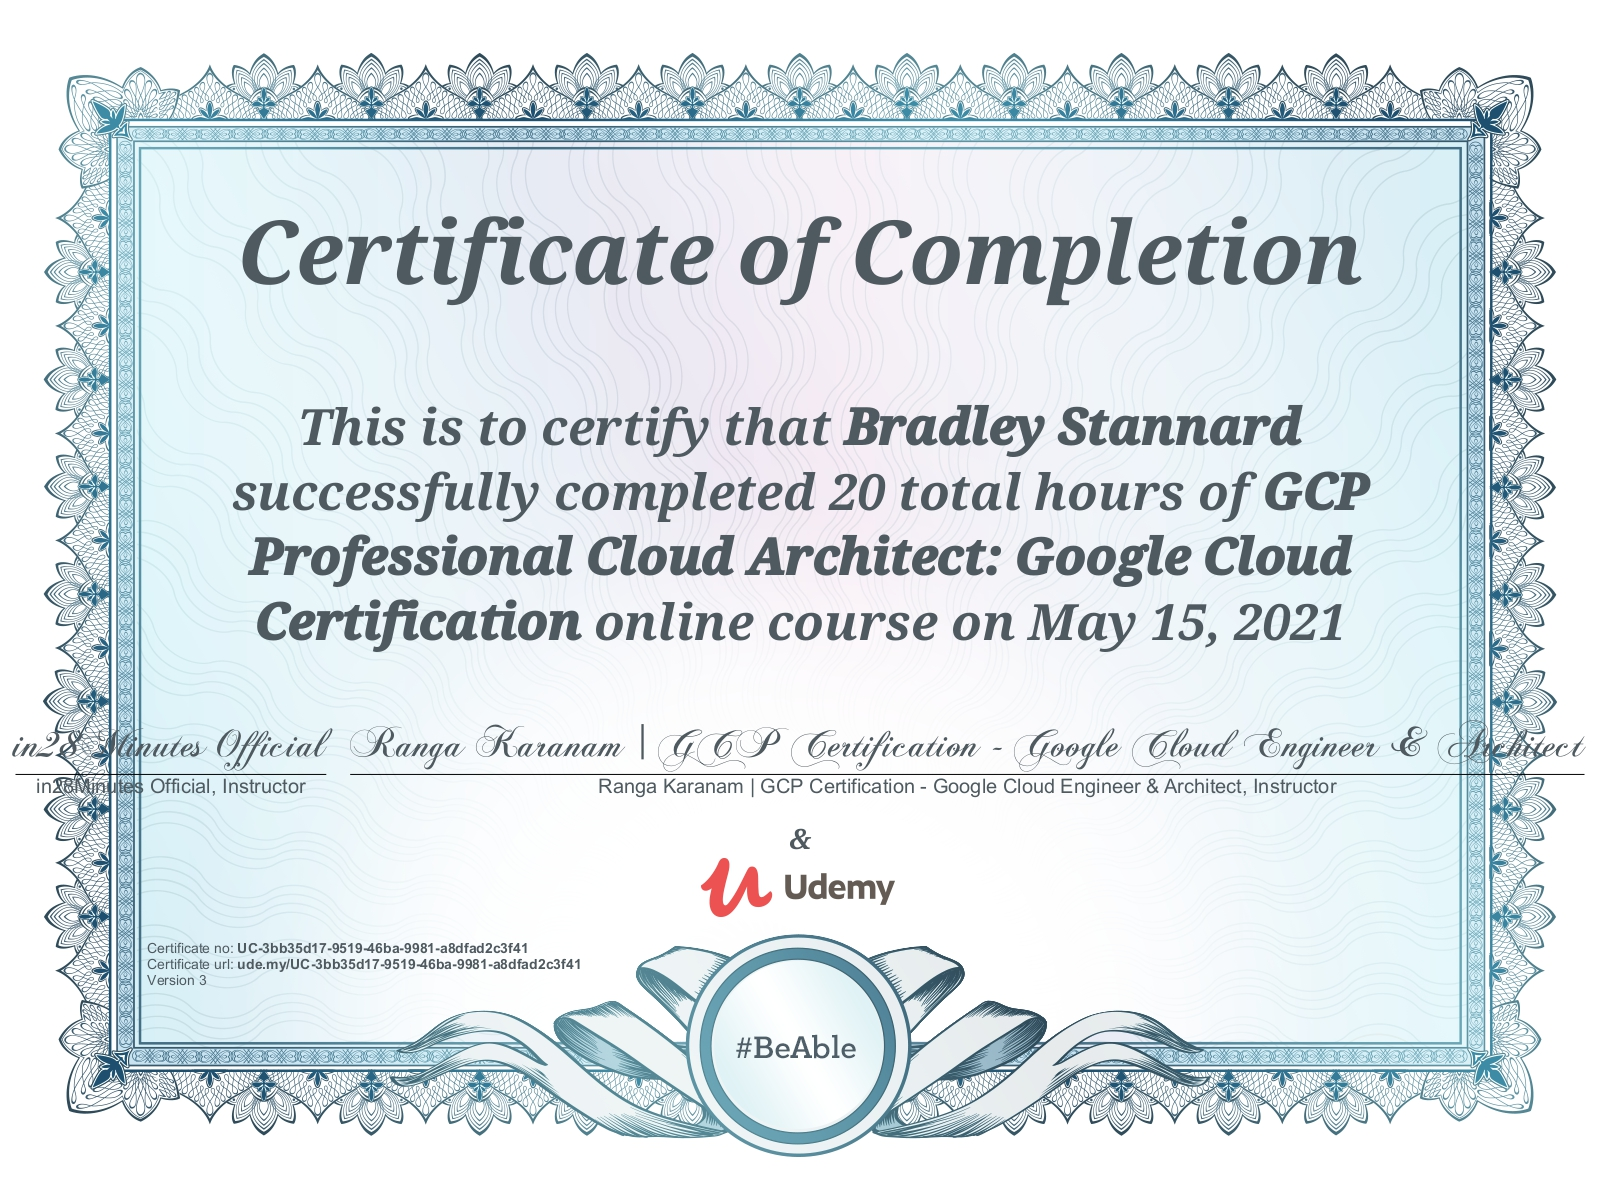 Certificate of Completion
This is to certify that Bradley Stannard
successfully completed 20 total hours of GCP
Professional Cloud Architect: Google Cloud
Certification online course on May 15, 2021
in28 Minutes Official Ranga Karanam | GCP Certification - Google Cloud Engineer & Architect
in28Minutes Official, Instructor Ranga Karanam | GCP Certification - Google Cloud Engineer & Architect, Instructor
&
Udemy
Certificate no: UC-3bb35d17-9519-46ba-9981-a8dfad2c3f41
Certificate url: ude.my/UC-3bb35d17-9519-46ba-9981-a8dfad2c3f41
Version 3
#BeAble